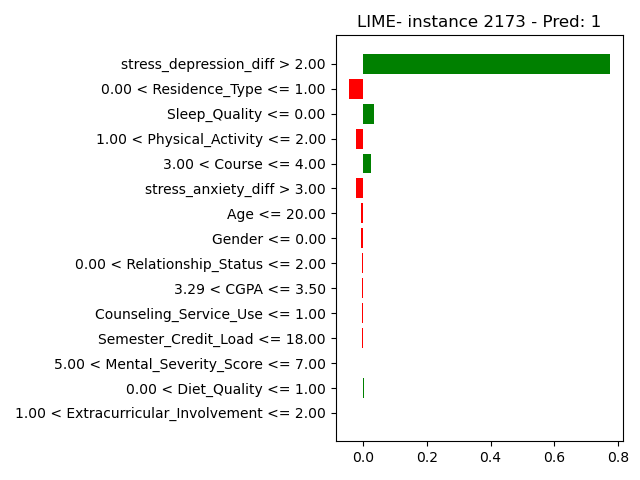 LIME- instance 2173 - Pred: 1
stress_depression_diff > 2.00
0.00 < Residence_Type <= 1.00
Sleep_Quality <= 0.00
1.00 < Physical_Activity <= 2.00
3.00 < Course <= 4.00
stress_anxiety_diff > 3.00
Age <= 20.00
Gender <= 0.00
0.00 < Relationship_Status <= 2.00
3.29 < CGPA <= 3.50
Counseling_Service_Use <= 1.00
Semester_Credit_Load <= 18.00
5.00 < Mental_Severity_Score <= 7.00
0.00 < Diet_Quality <= 1.00
1.00 < Extracurricular_Involvement <= 2.00
0.0 0.2 0.4 0.6 0.8